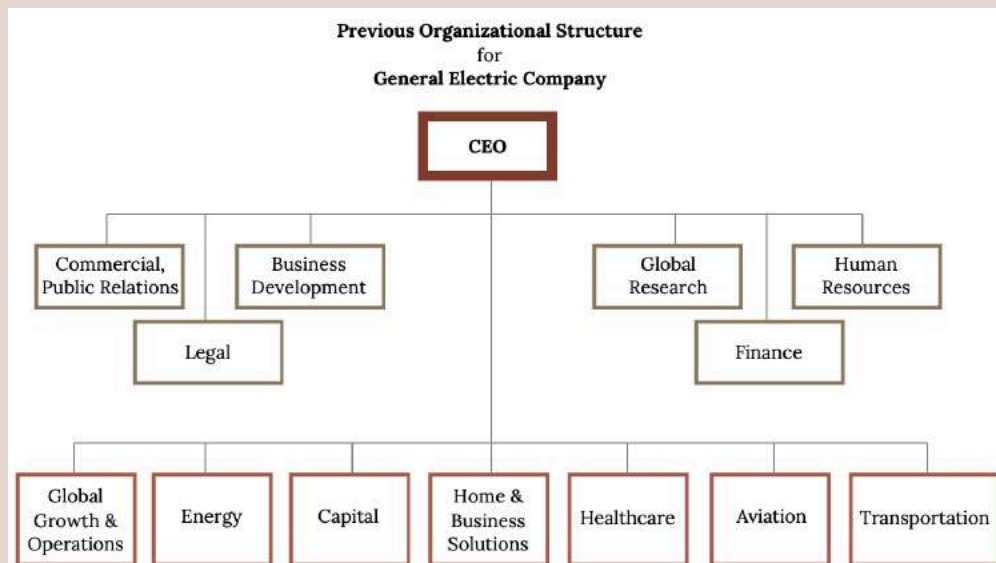 Previous Organizational Structure
for
General Electric Company
CEO
Commercial,
Public Relations
Business
Development
Global
Research
Human
Resources
Legal
Finance
Global
Growth &
Operations
Energy
Capital
Home &
Business
Solutions
Healthcare
Aviation
Transportation